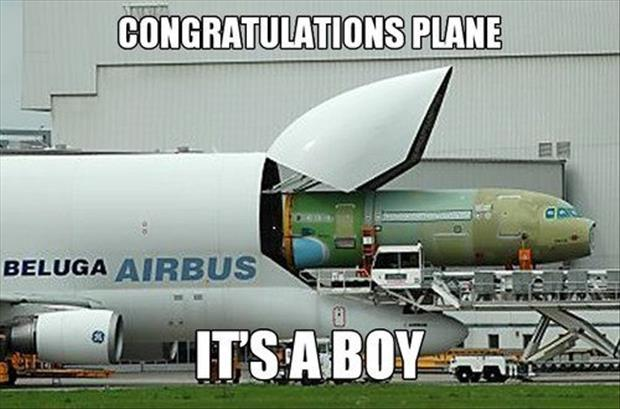 CONGRATULATIONS PLANE
BELUGA AIRBUS
IT'S A BOY